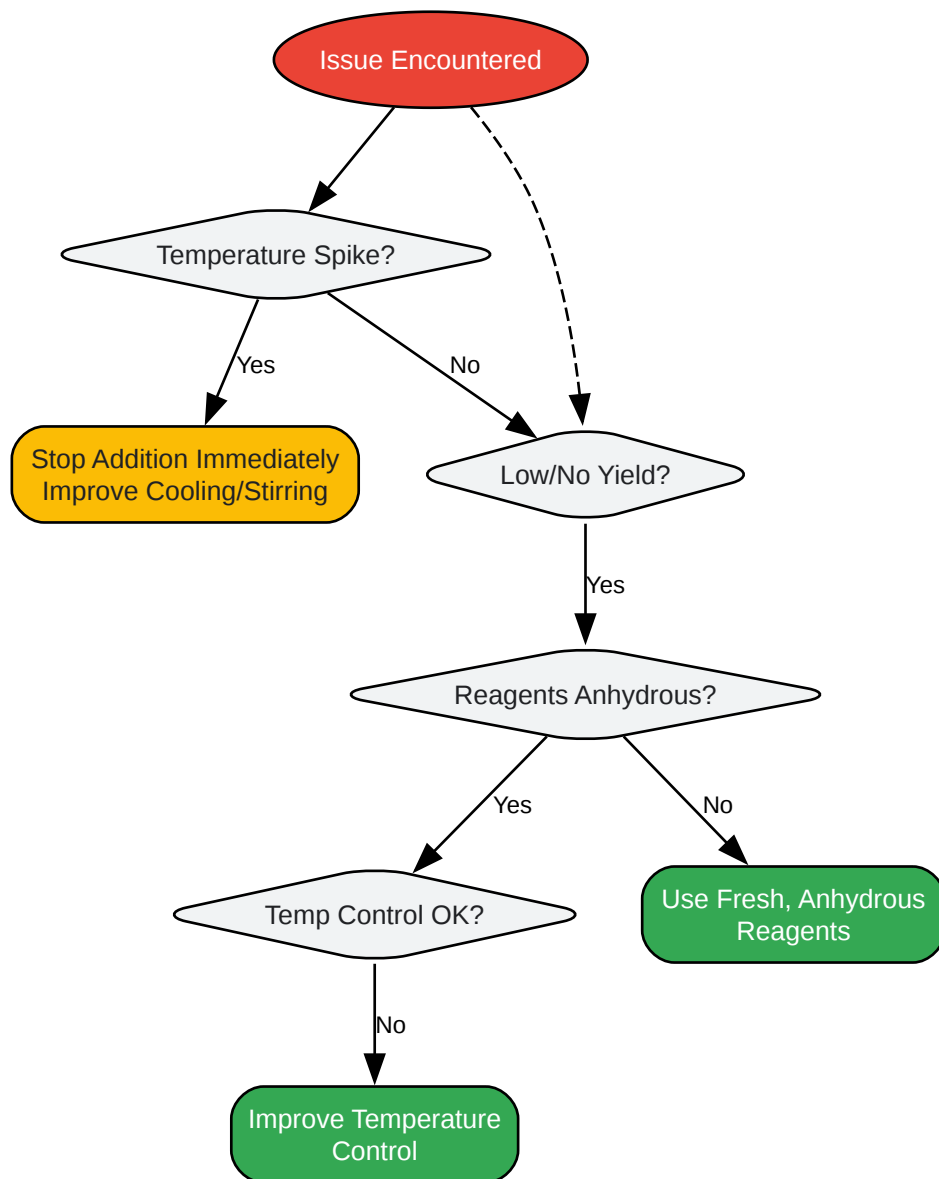 Issue Encountered
Temperature Spike?
Yes
No
Stop Addition Immediately
Improve Cooling/Stirring
Low/No Yield?
Yes
Reagents Anhydrous?
Yes
No
Temp Control OK?
Use Fresh, Anhydrous
Reagents
No
Improve Temperature
Control